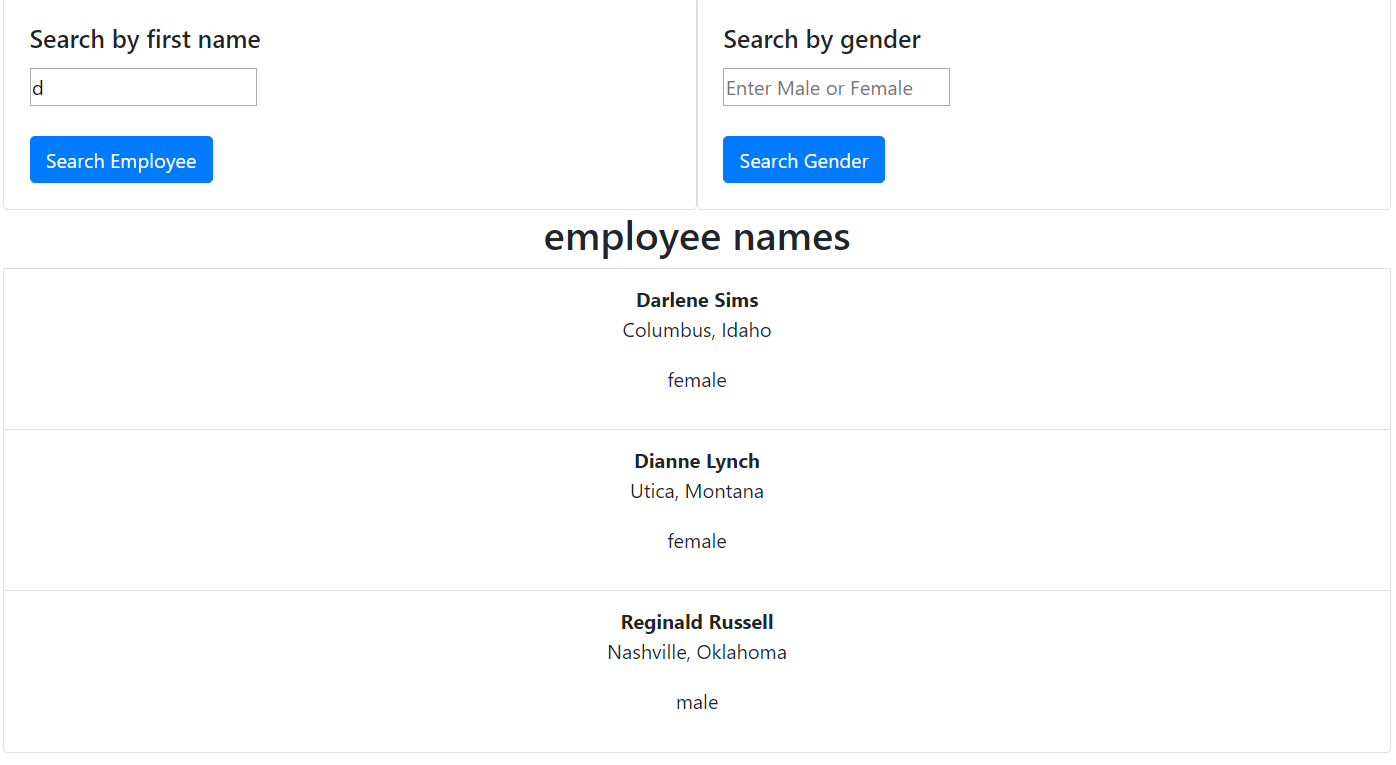 Search by first name
d
Search Employee
Search by gender
Enter Male or Female
Search Gender
employee names
Darlene Sims
Columbus, Idaho
female
Dianne Lynch
Utica, Montana
female
Reginald Russell
Nashville, Oklahoma
male